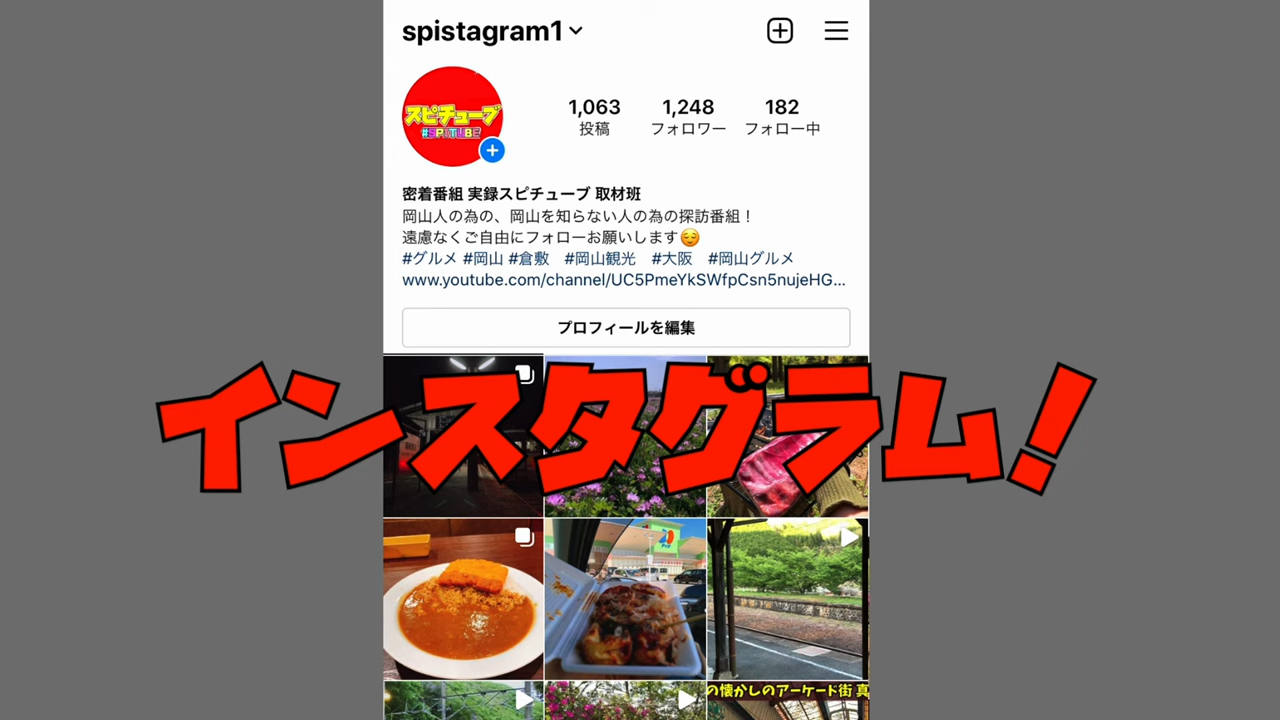 spistagram1
スピチューブ
#SPITUBE
1,063
1,248
182
投稿
フォロワー
フォロー中
密着番組 実録スピチューブ 取材班
岡山人の為の、岡山を知らない人の為の探訪番組！
遠慮なくご自由にフォローお願いします😌
#グルメ #岡山 #倉敷　#岡山観光　#大阪　#岡山グルメ
www.youtube.com/channel/UC5PmeYkSWfpCsn5nujeHG...
プロフィールを編集
インスタグラム！
の懐かしのアーケード街 真